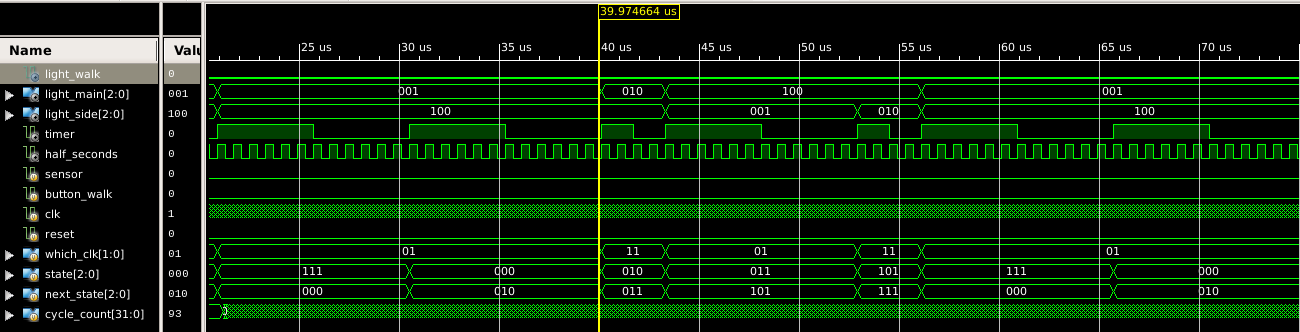 39.974664 us
Name Valu 25 us 30 us 35 us 40 us 45 us 50 us 55 us 60 us 65 us 70 us
light_walk 0
light_main[2:0] 001 001 010 100 001
light_side[2:0] 100 100 001 010 100
timer 0
half_seconds 0
sensor 0
button_walk 0
clk 1
reset 0
which_clk[1:0] 01 01 11 01 11 01
state[2:0] 000 111 000 010 011 101 111 000
next_state[2:0] 010 000 010 011 101 111 000 010
cycle_count[31:0] 93